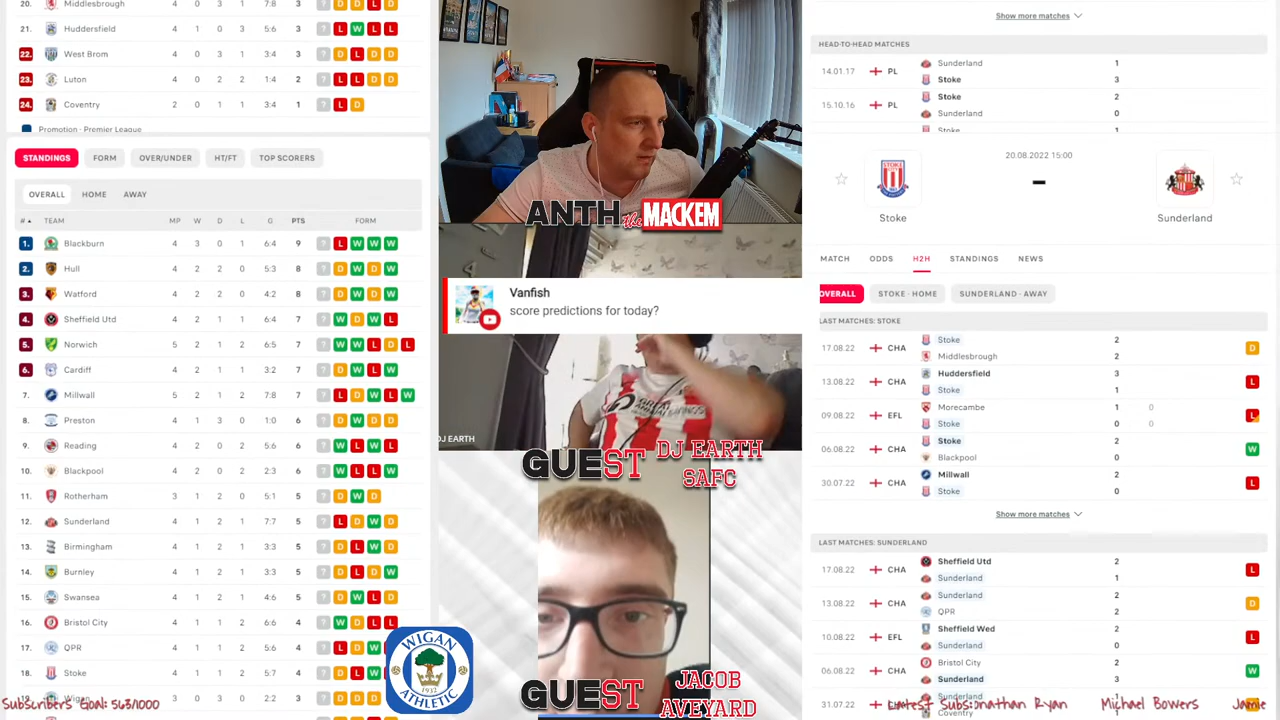 20. Middlesbrough 4 0 3 1 7:8 3 ? D D L D
21. Huddersfield 4 1 0 3 5:6 3 ? L W L L
22. West Brom 4 0 3 1 3:4 3 ? D L D D
23. Luton 4 0 2 2 1:4 2 ? L L D D
24. Coventry 2 0 1 1 3:4 1 ? L D
Promotion - Premier League
STANDINGS FORM OVER/UNDER HT/FT TOP SCORERS
OVERALL HOME AWAY
# TEAM MP W D L G PTS FORM
1. Blackburn 4 3 0 1 6:4 9 ? L W W W
2. Hull 4 2 2 0 5:3 8 ? D W D W
3. Watford 4 2 2 0 4:2 8 ? W D D W
4. Sheffield Utd 4 2 1 1 6:4 7 ? W D W L
5. Norwich 5 2 1 2 6:5 7 ? W W L D L
6. Cardiff 4 2 1 1 3:2 7 ? D W L W
7. Millwall 5 2 1 2 7:8 7 ? L D W L W
8. Preston 4 1 3 0 1:0 6 ? D W D D
9. Reading 4 2 0 2 5:6 6 ? W L W L
10. Blackpool 4 2 0 2 3:3 6 ? W L L W
11. Rotherham 3 1 2 0 5:1 5 ? D W D
12. Sunderland 4 1 2 1 7:7 5 ? L D W D
13. Birmingham 4 1 2 1 3:3 5 ? D L W D
14. Burnley 4 1 2 1 4:3 5 ? D L D W
15. Swansea 4 1 2 1 4:6 5 ? D W L D
16. Bristol City 4 1 1 2 6:6 4 ? W D L L
17. QPR 4 1 1 2 5:6 4 ? L D W
18. Stoke 4 1 1 2 5:7 4 ? D L W
2:2 3 ? D D D
Subscribers Goal: 563/1000
WIGAN
ATHLETIC
1932
ANTH the MACKEM
Vanfish
score predictions for today?
DJ EARTH
GUEST DJ EARTH
SAFC
GUEST JACOB
AVEYARD
Show more matches
HEAD-TO-HEAD MATCHES
14.01.17 PL Sunderland 1
Stoke 3
15.10.16 PL Stoke 2
Sunderland 0
Stoke 1
20.08.2022 15:00
–
Stoke Sunderland
MATCH ODDS H2H STANDINGS NEWS
OVERALL STOKE - HOME SUNDERLAND - AWAY
LAST MATCHES: STOKE
17.08.22 CHA Stoke 2 D
Middlesbrough 2
13.08.22 CHA Huddersfield 3 L
Stoke 1
09.08.22 EFL Morecambe 1 0 L
Stoke 0 0
06.08.22 CHA Stoke 2 W
Blackpool 0
30.07.22 CHA Millwall 2 L
Stoke 0
Show more matches
LAST MATCHES: SUNDERLAND
17.08.22 CHA Sheffield Utd 2 L
Sunderland 1
13.08.22 CHA Sunderland 2 D
QPR 2
10.08.22 EFL Sheffield Wed 2 L
Sunderland 0
06.08.22 CHA Bristol City 2 W
Sunderland 3
31.07.22 Sunderland 1 D
Coventry
Latest Subs: Jonathan Ryan Michael Bowers Jamie